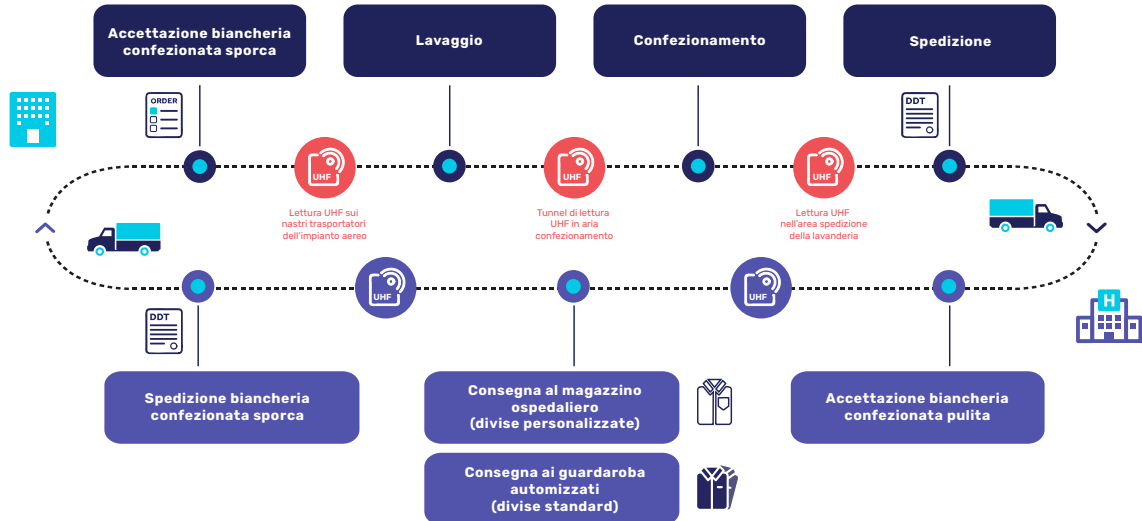 Accettazione biancheria
confezionata sporca
Lavaggio
Confezionamento
Spedizione
ORDER
DDT
UHF
UHF
UHF
Lettura UHF sui
nastri trasportatori
dell'impianto aereo
Tunnel di lettura
UHF in aria
confezionamento
Lettura UHF
nell'area spedizione
della lavanderia
UHF
UHF
H
DDT
Spedizione biancheria
confezionata sporca
Consegna al magazzino
ospedaliero
(divise personalizzate)
Accettazione biancheria
confezionata pulita
Consegna ai guardaroba
automizzati
(divise standard)